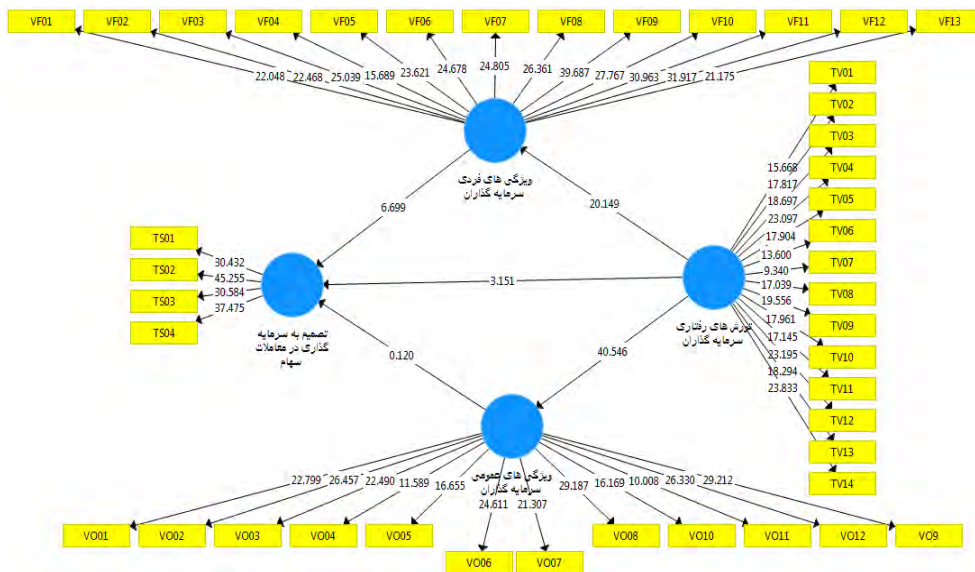 VF01 VF02 VF03 VF04 VF05 VF06 VF07 VF08 VF09 VF10 VF11 VF12 VF13
22.048 22.468 25.039 15.689 23.621 24.678 24.805 26.361 39.687 27.767 30.963 31.917 21.175
ویژگی های فردی
سرمایه گذاران
6.699
20.149
TV01
TV02
TV03
TV04
TV05
TV06
TV07
TV08
TV09
TV10
TV11
TV12
TV13
TV14
15.668
17.817
18.697
23.097
17.904
13.600
9.340
17.039
19.556
17.961
17.145
23.195
18.294
23.833
TS01
TS02
TS03
TS04
30.432
45.255
30.584
37.475
3.151
تصمیم به سرمایه
گذاری در معاملات
سهام
تورش های رفتاری
سرمایه گذاران
0.120
40.546
ویژگی های عمومی
سرمایه گذاران
22.799 26.457 22.490 11.589 16.655 24.611 21.307 29.187 16.169 10.008 26.330 29.212
VO01 VO02 VO03 VO04 VO05 VO08 VO10 VO11 VO12 VO9
VO06 VO07